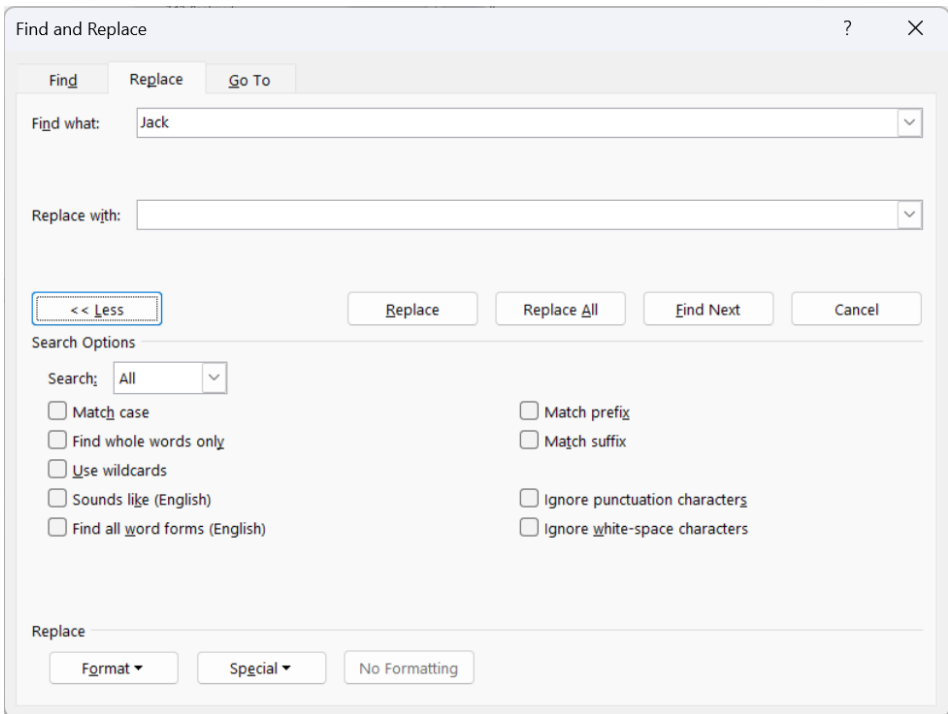 Find and Replace ?
Find Replace Go To
Find what: Jack
Replace with:
<< Less Replace Replace All Find Next Cancel
Search Options
Search: All
Match case Match prefix
Find whole words only Match suffix
Use wildcards
Sounds like (English) Ignore punctuation characters
Find all word forms (English) Ignore white-space characters
Replace
Format Special No Formatting